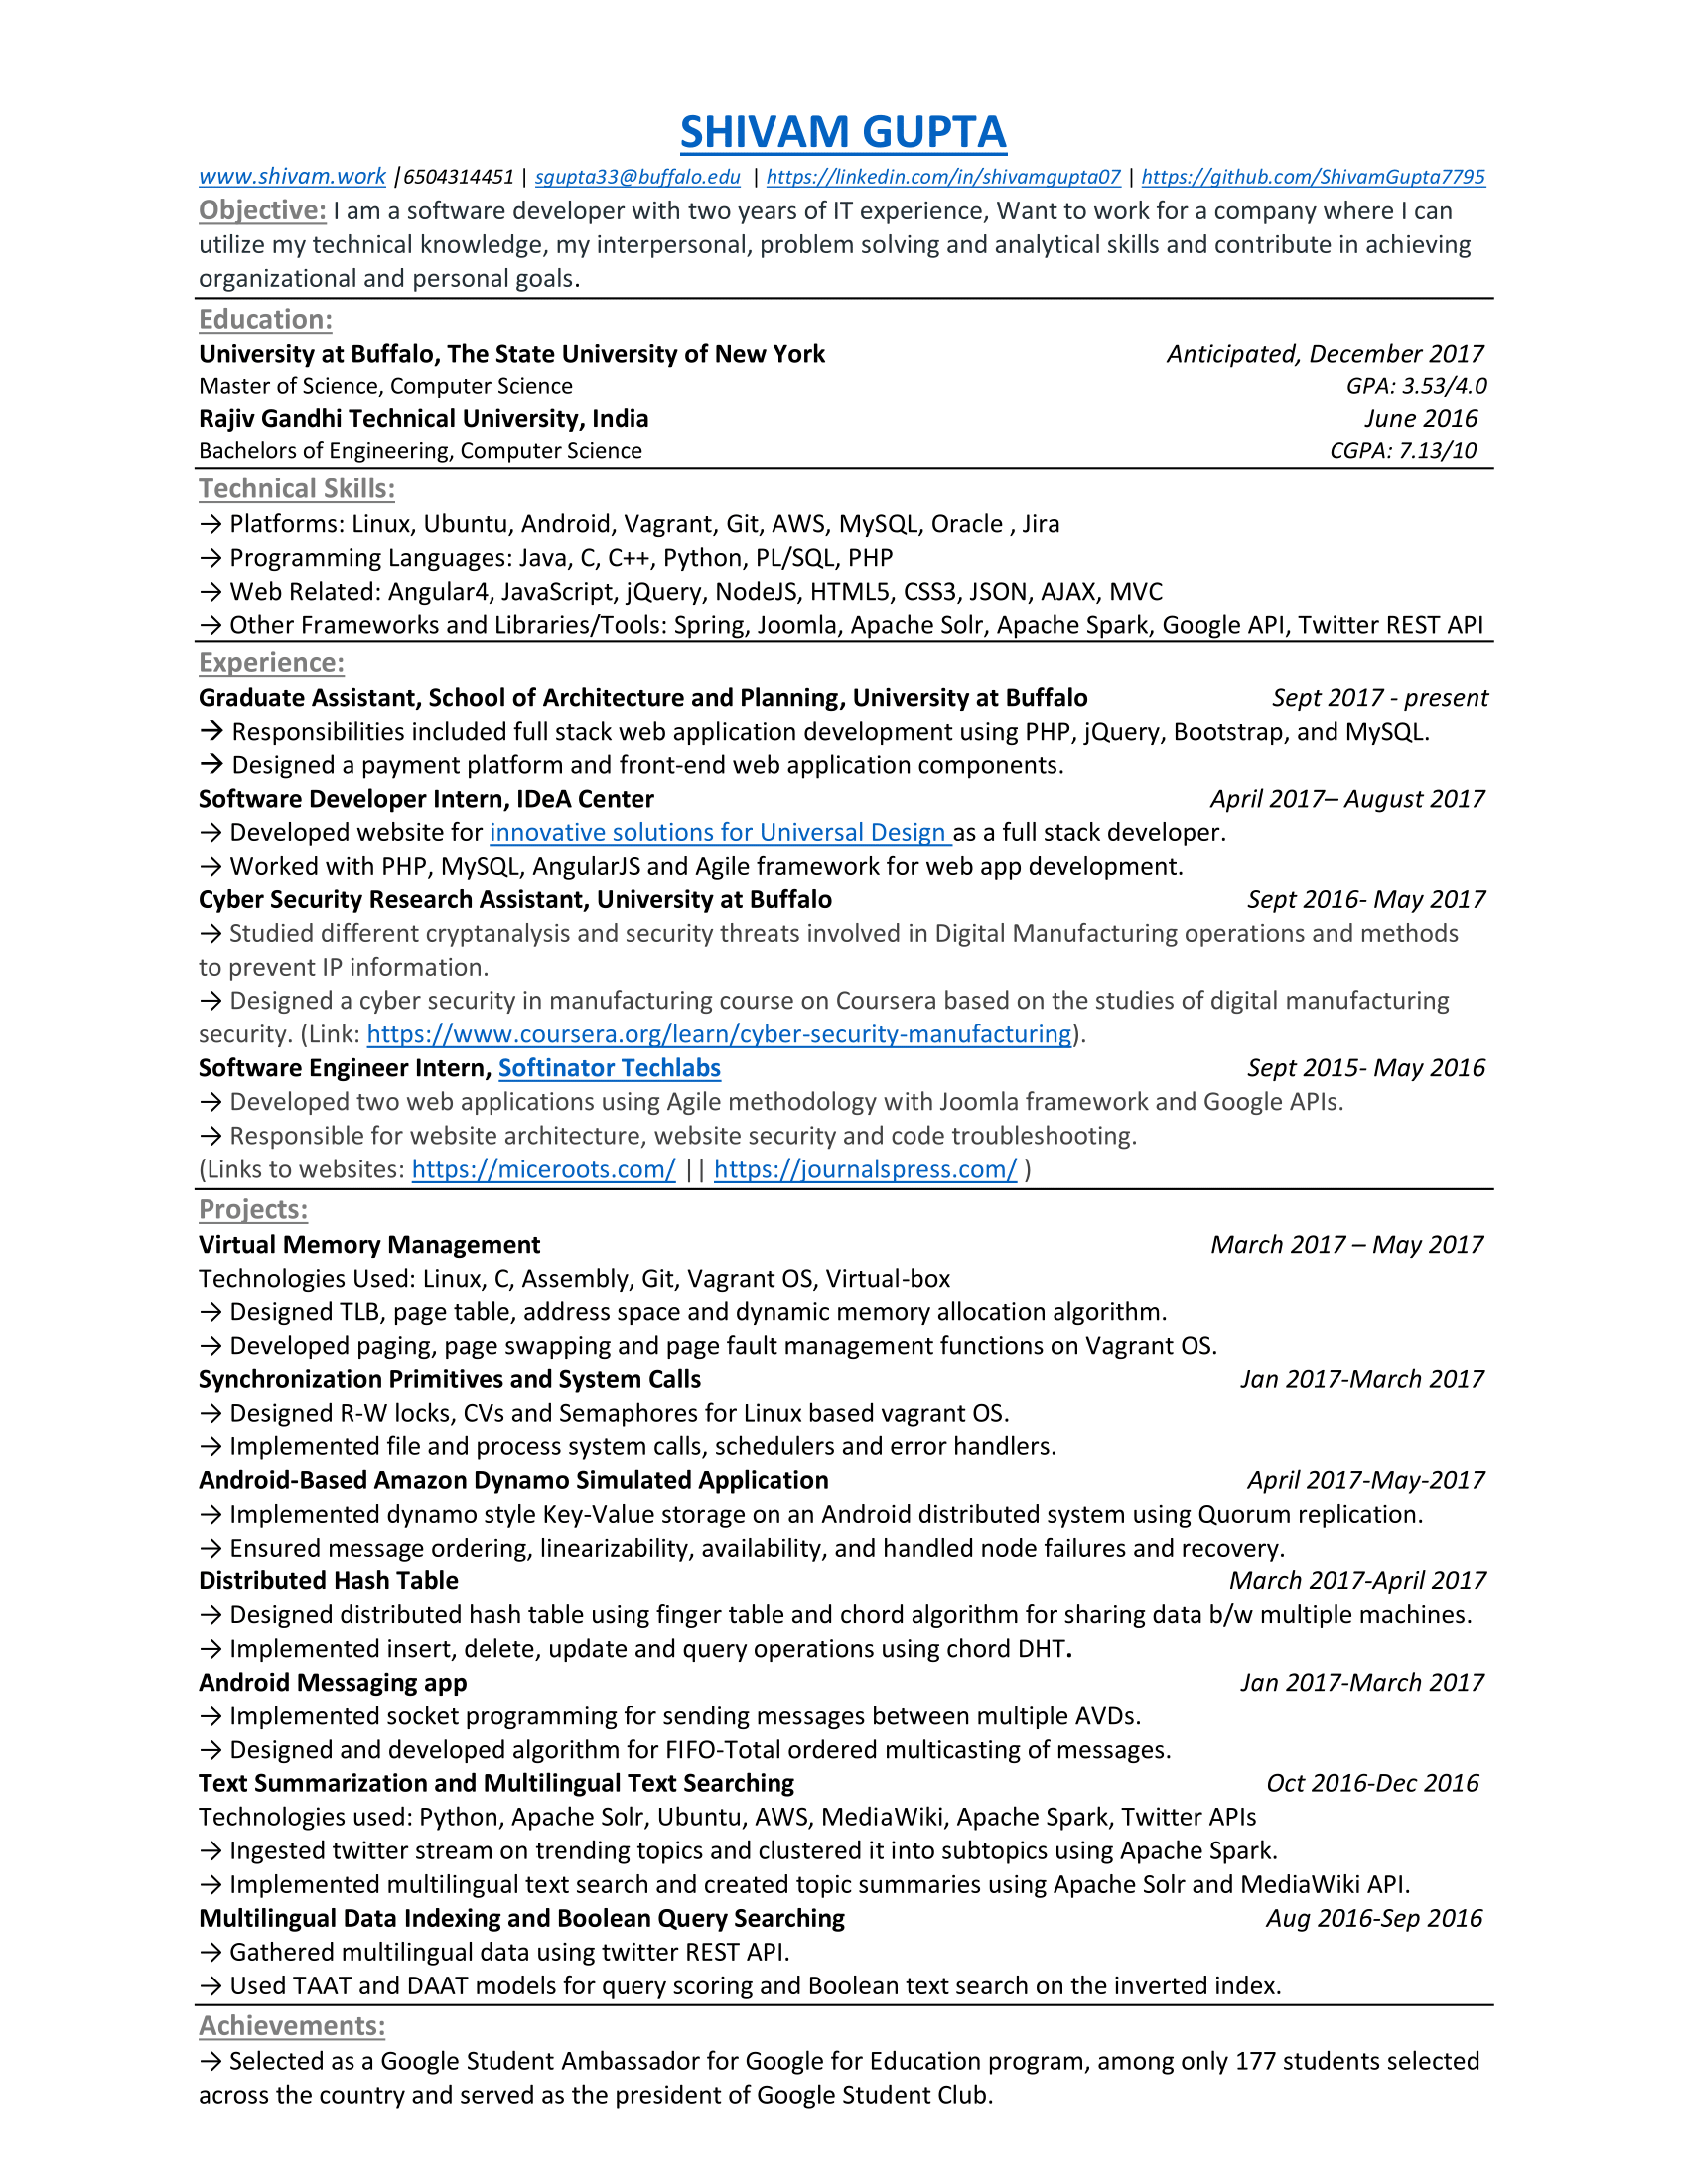 SHIVAM GUPTA
www.shivam.work |6504314451 | sgupta33@buffalo.edu | https://linkedin.com/in/shivamgupta07 | https://github.com/ShivamGupta7795
Objective: I am a software developer with two years of IT experience, Want to work for a company where I can
utilize my technical knowledge, my interpersonal, problem solving and analytical skills and contribute in achieving
organizational and personal goals.
Education:
University at Buffalo, The State University of New York Anticipated, December 2017
Master of Science, Computer Science GPA: 3.53/4.0
Rajiv Gandhi Technical University, India June 2016
Bachelors of Engineering, Computer Science CGPA: 7.13/10
Technical Skills:
→ Platforms: Linux, Ubuntu, Android, Vagrant, Git, AWS, MySQL, Oracle , Jira
→ Programming Languages: Java, C, C++, Python, PL/SQL, PHP
→ Web Related: Angular4, JavaScript, jQuery, NodeJS, HTML5, CSS3, JSON, AJAX, MVC
→ Other Frameworks and Libraries/Tools: Spring, Joomla, Apache Solr, Apache Spark, Google API, Twitter REST API
Experience:
Graduate Assistant, School of Architecture and Planning, University at Buffalo Sept 2017 - present
→ Responsibilities included full stack web application development using PHP, jQuery, Bootstrap, and MySQL.
→ Designed a payment platform and front-end web application components.
Software Developer Intern, IDeA Center April 2017– August 2017
→ Developed website for innovative solutions for Universal Design as a full stack developer.
→ Worked with PHP, MySQL, AngularJS and Agile framework for web app development.
Cyber Security Research Assistant, University at Buffalo Sept 2016- May 2017
→ Studied different cryptanalysis and security threats involved in Digital Manufacturing operations and methods
to prevent IP information.
→ Designed a cyber security in manufacturing course on Coursera based on the studies of digital manufacturing
security. (Link: https://www.coursera.org/learn/cyber-security-manufacturing).
Software Engineer Intern, Softinator Techlabs Sept 2015- May 2016
→ Developed two web applications using Agile methodology with Joomla framework and Google APIs.
→ Responsible for website architecture, website security and code troubleshooting.
(Links to websites: https://miceroots.com/ || https://journalspress.com/ )
Projects:
Virtual Memory Management March 2017 – May 2017
Technologies Used: Linux, C, Assembly, Git, Vagrant OS, Virtual-box
→ Designed TLB, page table, address space and dynamic memory allocation algorithm.
→ Developed paging, page swapping and page fault management functions on Vagrant OS.
Synchronization Primitives and System Calls Jan 2017-March 2017
→ Designed R-W locks, CVs and Semaphores for Linux based vagrant OS.
→ Implemented file and process system calls, schedulers and error handlers.
Android-Based Amazon Dynamo Simulated Application April 2017-May-2017
→ Implemented dynamo style Key-Value storage on an Android distributed system using Quorum replication.
→ Ensured message ordering, linearizability, availability, and handled node failures and recovery.
Distributed Hash Table March 2017-April 2017
→ Designed distributed hash table using finger table and chord algorithm for sharing data b/w multiple machines.
→ Implemented insert, delete, update and query operations using chord DHT.
Android Messaging app Jan 2017-March 2017
→ Implemented socket programming for sending messages between multiple AVDs.
→ Designed and developed algorithm for FIFO-Total ordered multicasting of messages.
Text Summarization and Multilingual Text Searching Oct 2016-Dec 2016
Technologies used: Python, Apache Solr, Ubuntu, AWS, MediaWiki, Apache Spark, Twitter APIs
→ Ingested twitter stream on trending topics and clustered it into subtopics using Apache Spark.
→ Implemented multilingual text search and created topic summaries using Apache Solr and MediaWiki API.
Multilingual Data Indexing and Boolean Query Searching Aug 2016-Sep 2016
→ Gathered multilingual data using twitter REST API.
→ Used TAAT and DAAT models for query scoring and Boolean text search on the inverted index.
Achievements:
→ Selected as a Google Student Ambassador for Google for Education program, among only 177 students selected
across the country and served as the president of Google Student Club.